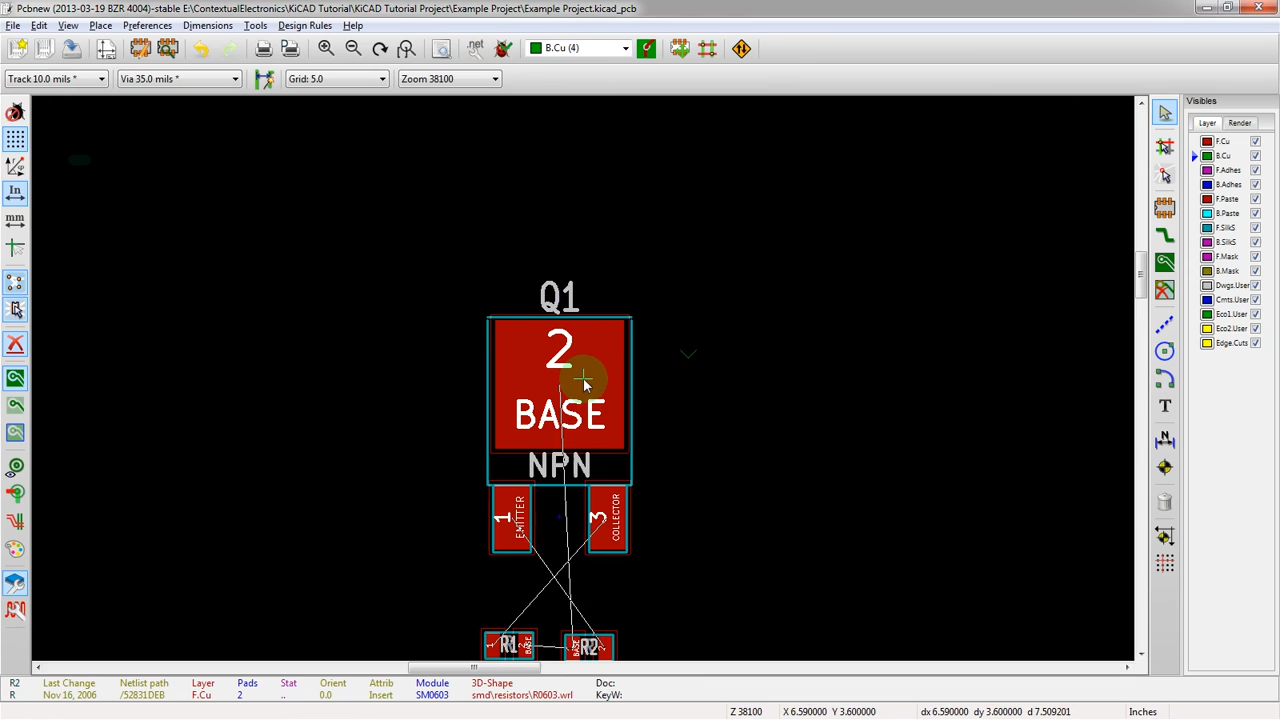 Pcbnew (2013-03-19 BZR 4004)-stable E:\ContextualElectronics\KiCAD Tutorial\KiCAD Tutorial Project\Example Project\Example Project.kicad_pcb
File Edit View Place Preferences Dimensions Tools Design Rules Help
.net B.Cu (4)
Track 10.0 mils * Via 35.0 mils * Grid: 5.0 Zoom 38100
Visibles
Layer Render
F.Cu
B.Cu
F.Adhes
B.Adhes
F.Paste
B.Paste
F.SilkS
B.SilkS
F.Mask
B.Mask
Dwgs.User
Cmts.User
Eco1.User
Eco2.User
Edge.Cuts
In
mm
T
N
Q1
2
BASE
NPN
1 EMITTER
3 COLLECTOR
1 R1 2 BASE
BASE R2 2
R2 Last Change Netlist path Layer Pads Stat Orient Attrib Module 3D-Shape Doc:
R Nov 16, 2006 /52831DEB F.Cu 2 .. 0.0 Insert SM0603 smd\resistors\R0603.wrl KeyW:
Z 38100 X 6.590000 Y 3.600000 dx 6.590000 dy 3.600000 d 7.509201 Inches